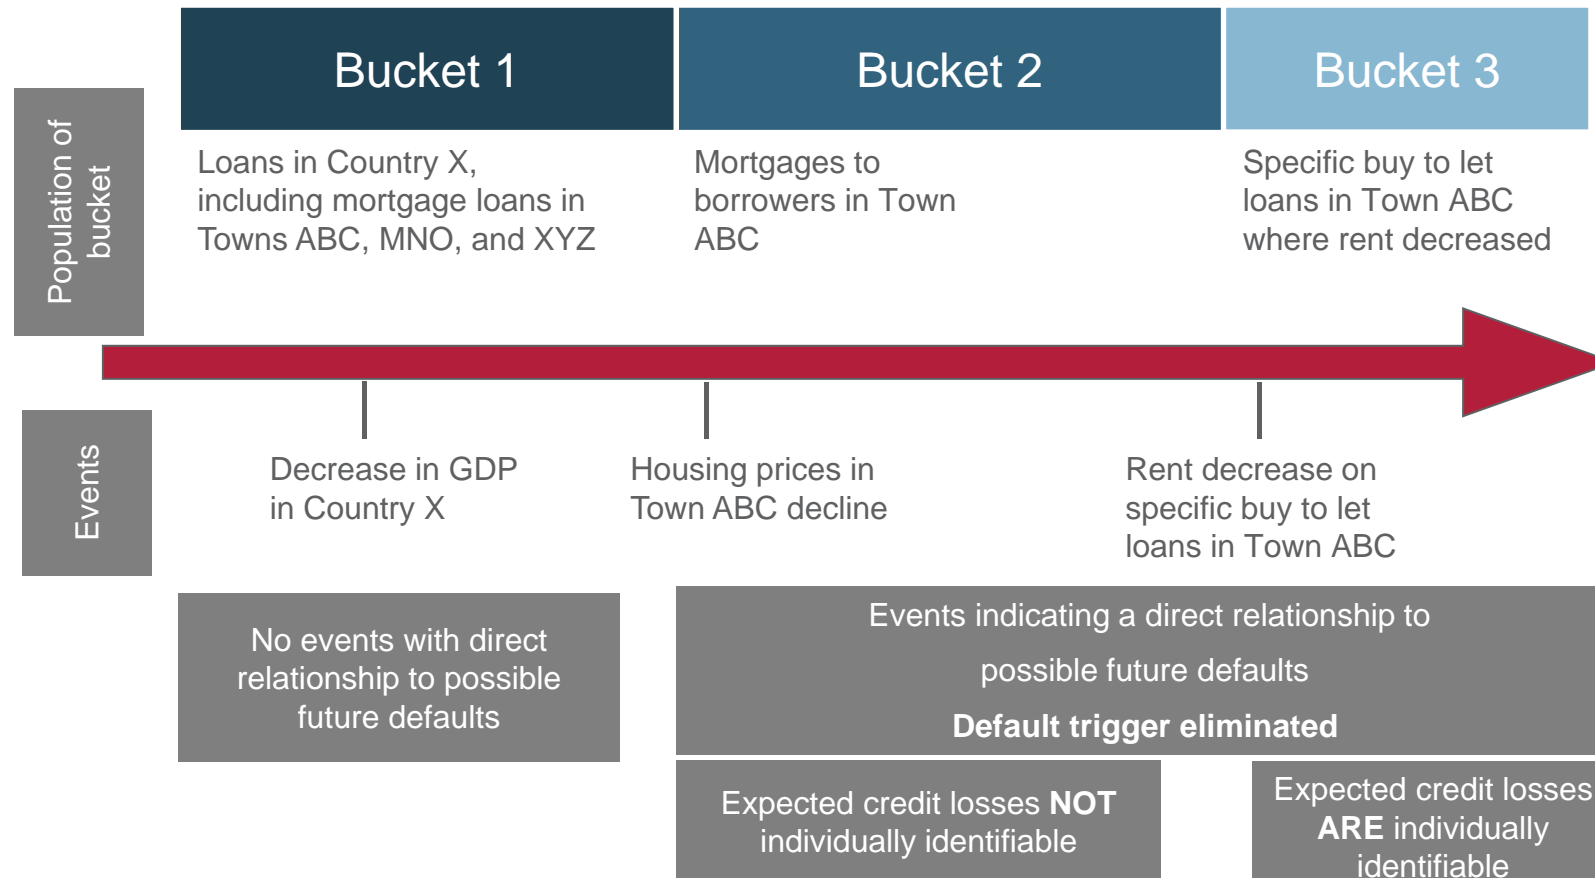 Bucket 1
Bucket 2
Bucket 3
Population of
bucket
Loans in Country X,
including mortgage loans in
Towns ABC, MNO, and XYZ
Mortgages to
borrowers in Town
ABC
Specific buy to let
loans in Town ABC
where rent decreased
Events
Decrease in GDP
in Country X
Housing prices in
Town ABC decline
Rent decrease on
specific buy to let
loans in Town ABC
No events with direct
relationship to possible
future defaults
Events indicating a direct relationship to
possible future defaults
Default trigger eliminated
Expected credit losses NOT
individually identifiable
Expected credit losses
ARE individually
identifiable